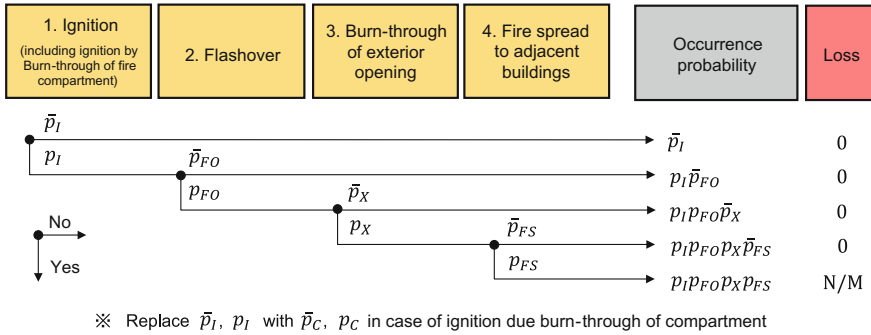 1. Ignition
(including ignition by
Burn-through of fire
compartment)
2. Flashover
3. Burn-through
of exterior
opening
4. Fire spread
to adjacent
buildings
Occurrence
probability
Loss
p̄_I
p̄_I
0
p_I
p̄_FO
p_I p̄_FO
0
p_FO
p̄_X
p_I p_FO p̄_X
0
p_X
p̄_FS
p_I p_FO p_X p̄_FS
0
p_FS
p_I p_FO p_X p_FS
N/M
No
Yes
※ Replace p̄_I, p_I with p̄_C, p_C in case of ignition due burn-through of compartment